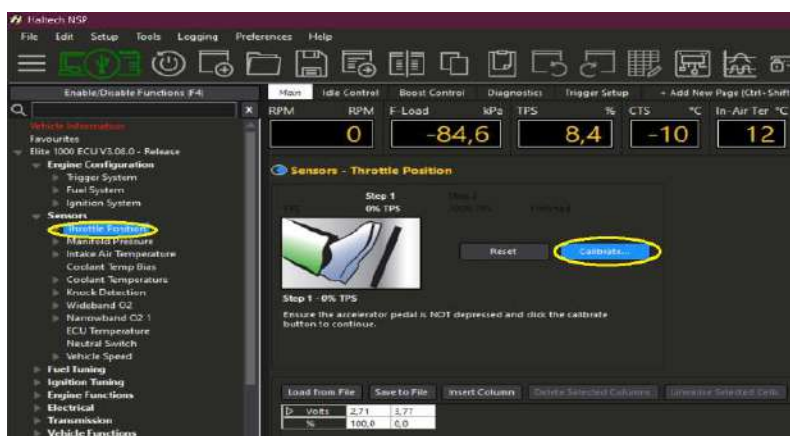 Haltech NSP
File Edit Setup Tools Logging Preferences Help
Enable/Disable Functions (F4)
Main Idle Control Boost Control Diagnostics Trigger Setup + Add New Page (Ctrl+Shift
RPM RPM F-Load kPa TPS % CTS °C In-Air Ter °C
0 -84,6 8,4 -10 12
Vehicle Information
Favourites
Elite 1000 ECU V3.08.0 - Release
Engine Configuration
Trigger System
Fuel System
Ignition System
Sensors
Throttle Position
Manifold Pressure
Intake Air Temperature
Coolant Temp Bias
Coolant Temperature
Knock Detection
Wideband O2
Narrowband O2 1
ECU Temperature
Neutral Switch
Vehicle Speed
Fuel Tuning
Ignition Tuning
Engine Functions
Electrical
Transmission
Vehicle Functions
Sensors - Throttle Position
Step 1
0% TPS
Reset Calibrate...
Step 1 - 0% TPS
Ensure the accelerator pedal is NOT depressed and click the calibrate
button to continue.
Load from File Save to File Insert Column Delete Selected Columns Linearise Selected Cells
Volts 2,71 3,77
% 100,0 0,0